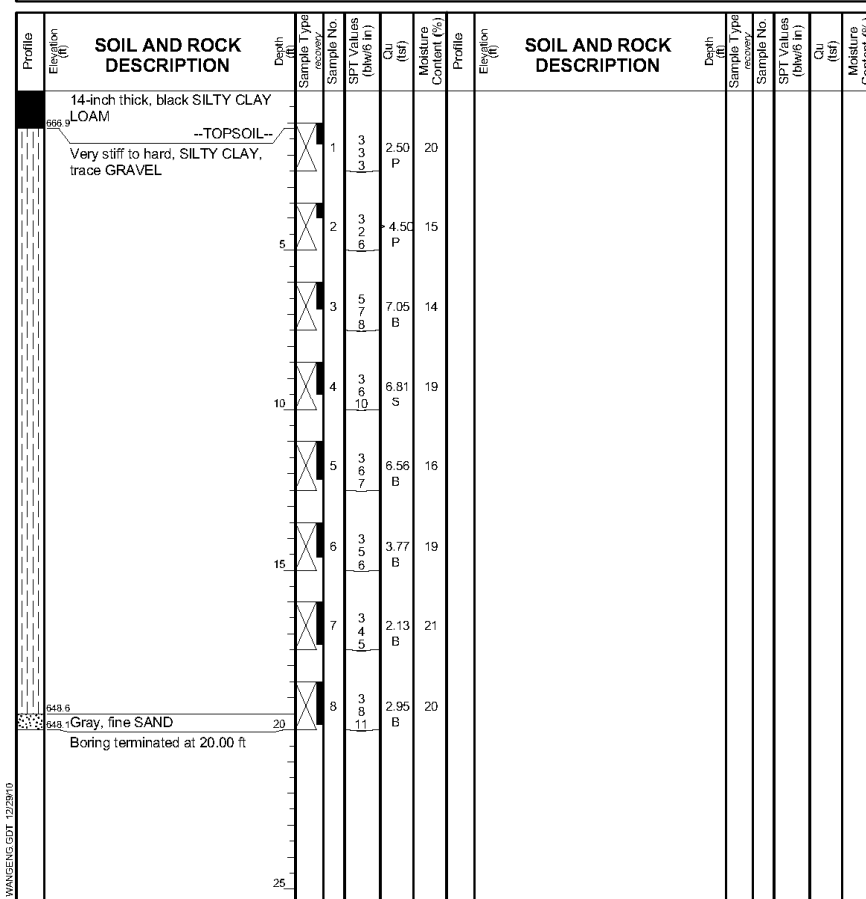 Profile
Elevation (ft)
SOIL AND ROCK DESCRIPTION
Depth (ft)
Sample Type
recovery
Sample No.
SPT Values (blw/6 in)
Qu (tsf)
Moisture Content (%)
Profile
Elevation (ft)
SOIL AND ROCK DESCRIPTION
Depth (ft)
Sample Type
recovery
Sample No.
SPT Values (blw/6 in)
Qu (tsf)
Moisture Content (%)
14-inch thick, black SILTY CLAY
LOAM
666.9
--TOPSOIL--
Very stiff to hard, SILTY CLAY,
trace GRAVEL
1 3 3 3 2.50 P 20
2 3 2 6 > 4.50 P 15
5
3 5 7 8 7.05 B 14
4 3 6 10 6.81 S 19
10
5 3 6 7 6.56 B 16
6 3 5 6 3.77 B 19
15
7 3 4 5 2.13 B 21
8 3 8 11 2.95 B 20
648.6
648.1 Gray, fine SAND
20
Boring terminated at 20.00 ft
25
WANGENG.GDT 12/29/10